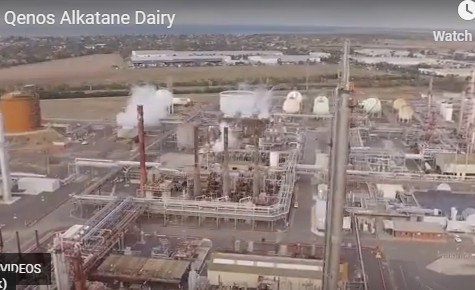 Qenos Alkatane Dairy
Watch
VIDEOS